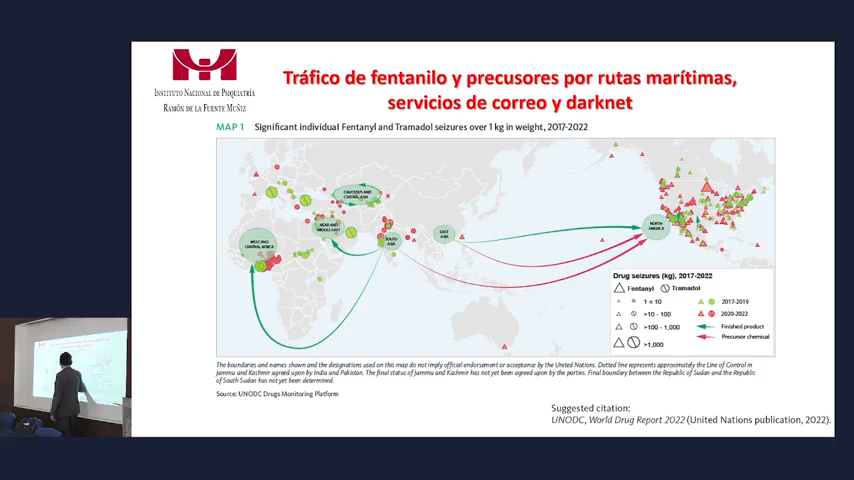 INSTITUTO NACIONAL DE PSIQUIATRÍA
RAMÓN DE LA FUENTE MUÑIZ
Tráfico de fentanilo y precusores por rutas marítimas,
servicios de correo y darknet
MAP 1 Significant individual Fentanyl and Tramadol seizures over 1 kg in weight, 2017-2022
CAUCASUS AND
CENTRAL ASIA
NEAR AND
MIDDLE EAST
WEST AND
CENTRAL AFRICA
SOUTH
ASIA
EAST
ASIA
NORTH
AMERICA
Drug seizures (kg), 2017-2022
Fentanyl Tramadol
1 ≤ 10 2017-2019
>10 - 100 2020-2022
>100 - 1,000 Finished product
>1,000 Precursor chemical
The boundaries and names shown and the designations used on this map do not imply official endorsement or acceptance by the United Nations. Dotted line represents approximately the Line of Control in
Jammu and Kashmir agreed upon by India and Pakistan. The final status of Jammu and Kashmir has not yet been agreed upon by the parties. Final boundary between the Republic of Sudan and the Republic
of South Sudan has not yet been determined.
Source: UNODC Drugs Monitoring Platform
Suggested citation:
UNODC, World Drug Report 2022 (United Nations publication, 2022).